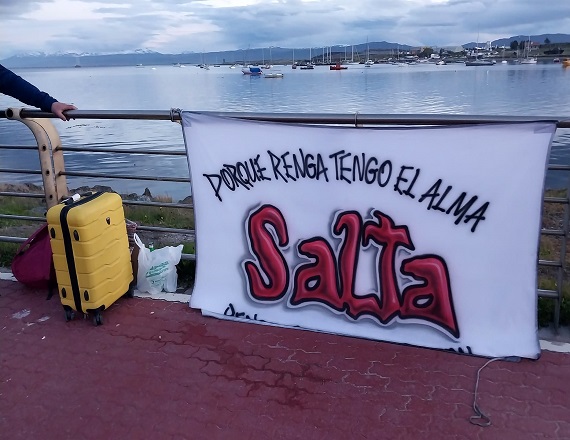 PORQUE RENGA TENGO EL ALMA
Salta